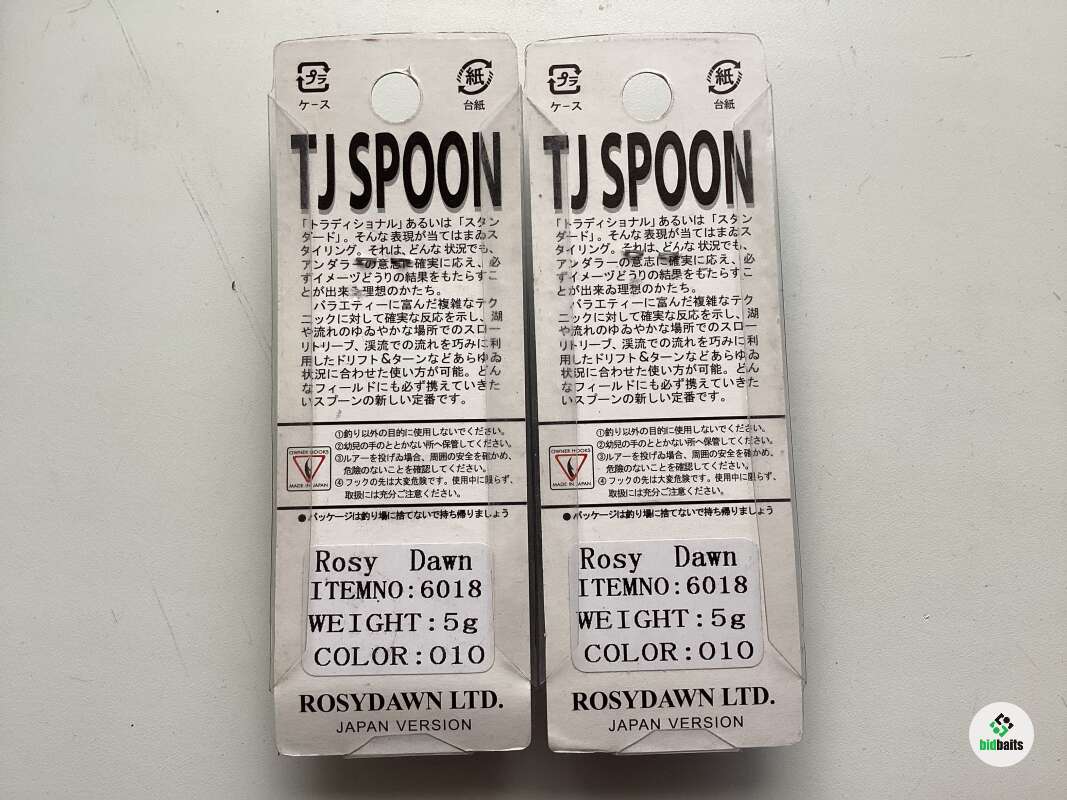 プラ
ケース
紙
台紙
TJ SPOON
「トラディショナル」あるいは「スタン
ダード」。そんな表現が当てはまゐス
タイリング。それは、どんな状況でも、
アンダラーの意志に確実に応え、必
ずイメーヅどうりの結果をもたらすこ
とが出来ゐ理想のかたち。
バラエティーに富んだ複雑なテク
ニックに対して確実な反応を示し、湖
や流れのゆゐやかな場所でのスロー
リトリーブ、渓流での流れを巧みに利
用したドリフト&ターンなどあらゆゐ
状況に合わせた使い方が可能。どん
なフィールドにも必ず携えていきた
いスプーンの新しい定番です。
OWNER HOOKS
MADE IN JAPAN
①釣り以外の目的に使用しないでください。
②幼兒の手のととかない所へ保管してください。
③ルアーを投げゐ場合、周囲の安全を確かめ、
危険のないことを確認してください。
④フックの先は大変危険です。使用中に限らず、
取扱には充分ご注意ください。
●パッケージは釣り場に捨てないで持ち帰りましょう
Rosy Dawn
ITEMNO:6018
WEIGHT:5g
COLOR:010
ROSYDAWN LTD.
JAPAN VERSION
プラ
ケース
紙
台紙
TJ SPOON
「トラディショナル」あるいは「スタン
ダード」。そんな表現が当てはまゐス
タイリング。それは、どんな状況でも、
アンダラーの意志に確実に応え、必
ずイメーヅどうりの結果をもたらすこ
とが出来ゐ理想のかたち。
バラエティーに富んだ複雑なテク
ニックに対して確実な反応を示し、湖
や流れのゆゐやかな場所でのスロー
リトリーブ、渓流での流れを巧みに利
用したドリフト&ターンなどあらゆゐ
状況に合わせた使い方が可能。どん
なフィールドにも必ず携えていきた
いスプーンの新しい定番です。
OWNER HOOKS
MADE IN JAPAN
①釣り以外の目的に使用しないでください。
②幼兒の手のととかない所へ保管してください。
③ルアーを投げゐ場合、周囲の安全を確かめ、
危険のないことを確認してください。
④フックの先は大変危険です。使用中に限らず、
取扱には充分ご注意ください。
●パッケージは釣り場に捨てないで持ち帰りましょう
Rosy Dawn
ITEMNO:6018
WEIGHT:5g
COLOR:010
ROSYDAWN LTD.
JAPAN VERSION
bidbaits